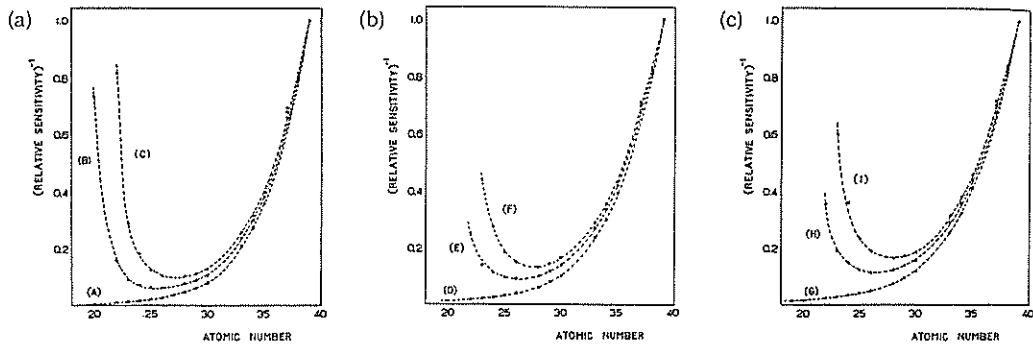 (a)
(RELATIVE SENSITIVITY)⁻¹
1.0
0.8
0.6
0.4
0.2
(A)
(B)
(C)
20 25 30 35 40
ATOMIC NUMBER
(b)
(RELATIVE SENSITIVITY)⁻¹
1.0
0.8
0.6
0.4
0.2
(D)
(E)
(F)
20 25 30 35 40
ATOMIC NUMBER
(c)
(RELATIVE SENSITIVITY)⁻¹
1.0
0.8
0.6
0.4
0.2
(G)
(H)
(I)
20 25 30 35 40
ATOMIC NUMBER